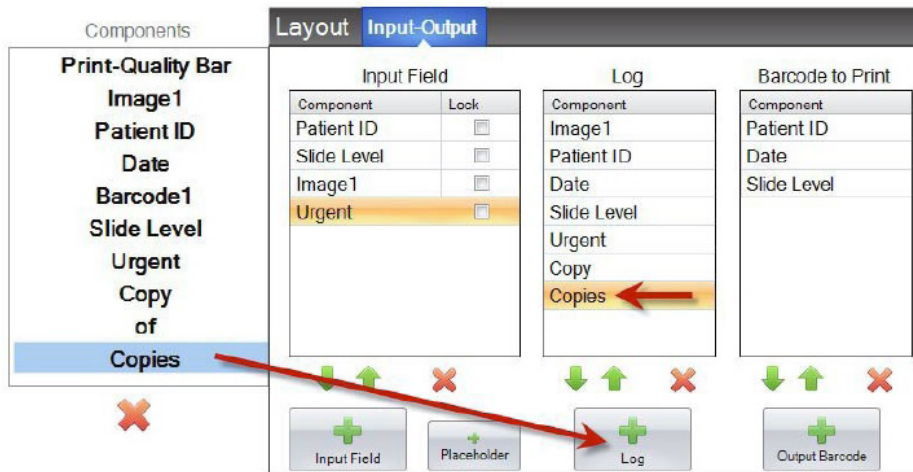 Components
Print-Quality Bar
Image1
Patient ID
Date
Barcode1
Slide Level
Urgent
Copy
of
Copies
Layout Input-Output
Input Field
Component Lock
Patient ID
Slide Level
Image1
Urgent
Input Field
Placeholder
Log
Component
Image1
Patient ID
Date
Slide Level
Urgent
Copy
Copies
Log
Barcode to Print
Component
Patient ID
Date
Slide Level
Output Barcode